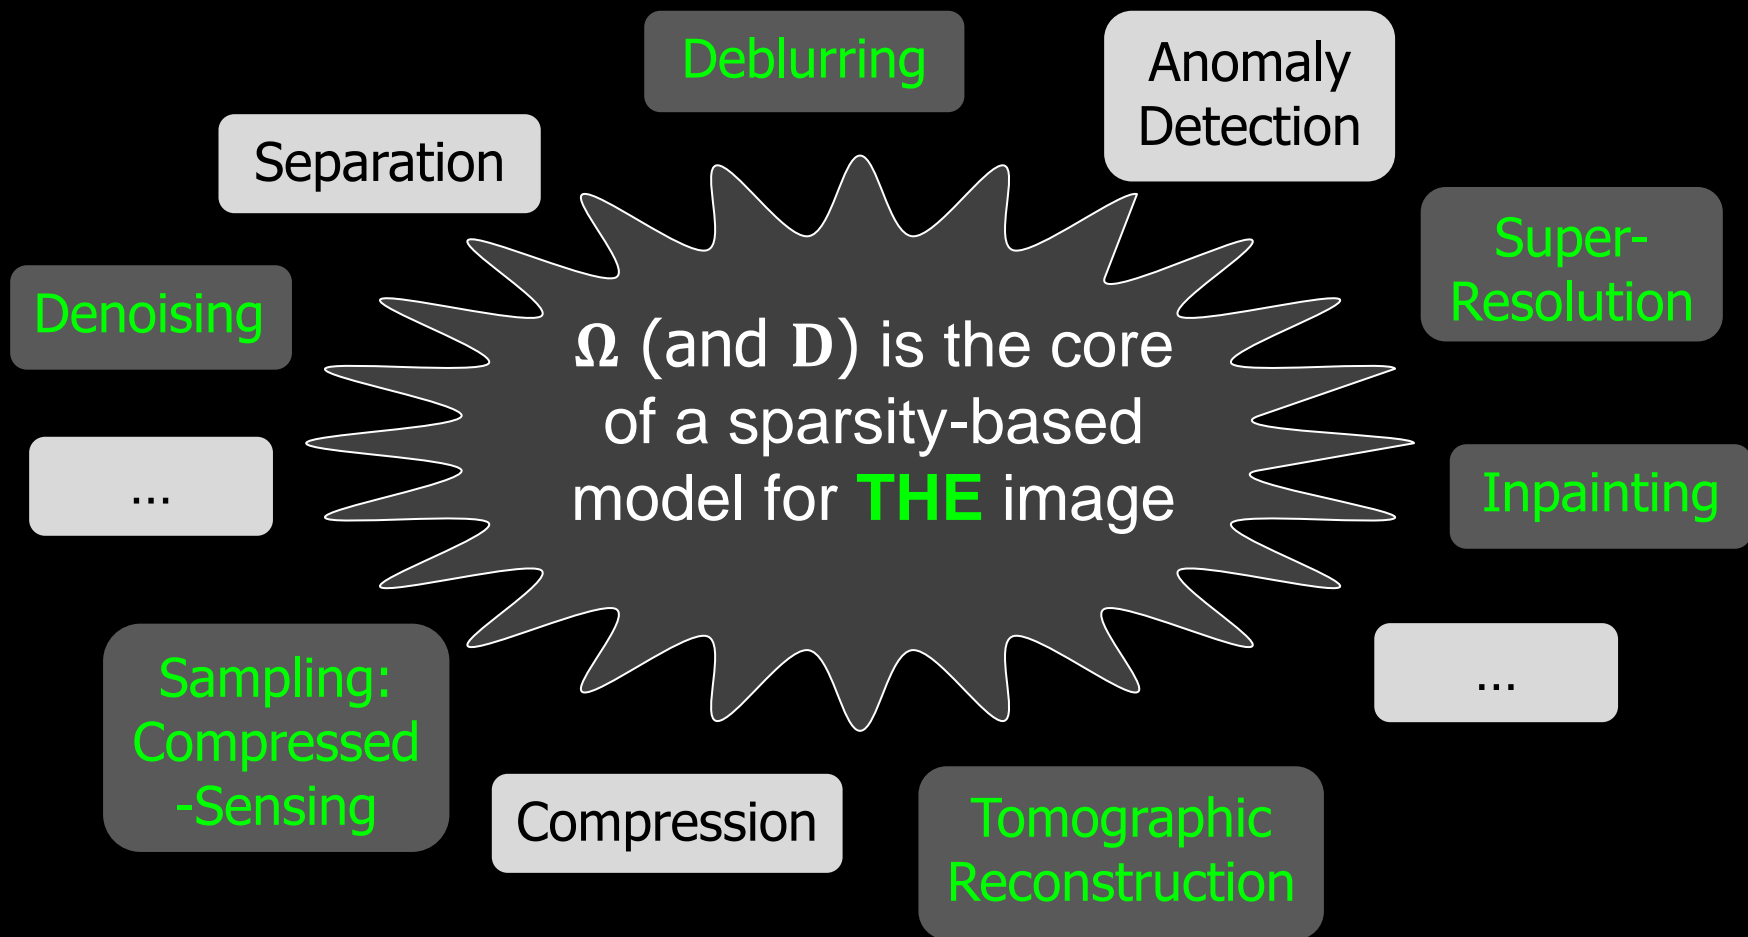 Deblurring
Anomaly
Detection
Separation
Super-
Resolution
Denoising
Ω (and D) is the core
of a sparsity-based
model for THE image
...
Inpainting
Sampling:
Compressed
-Sensing
...
Compression
Tomographic
Reconstruction